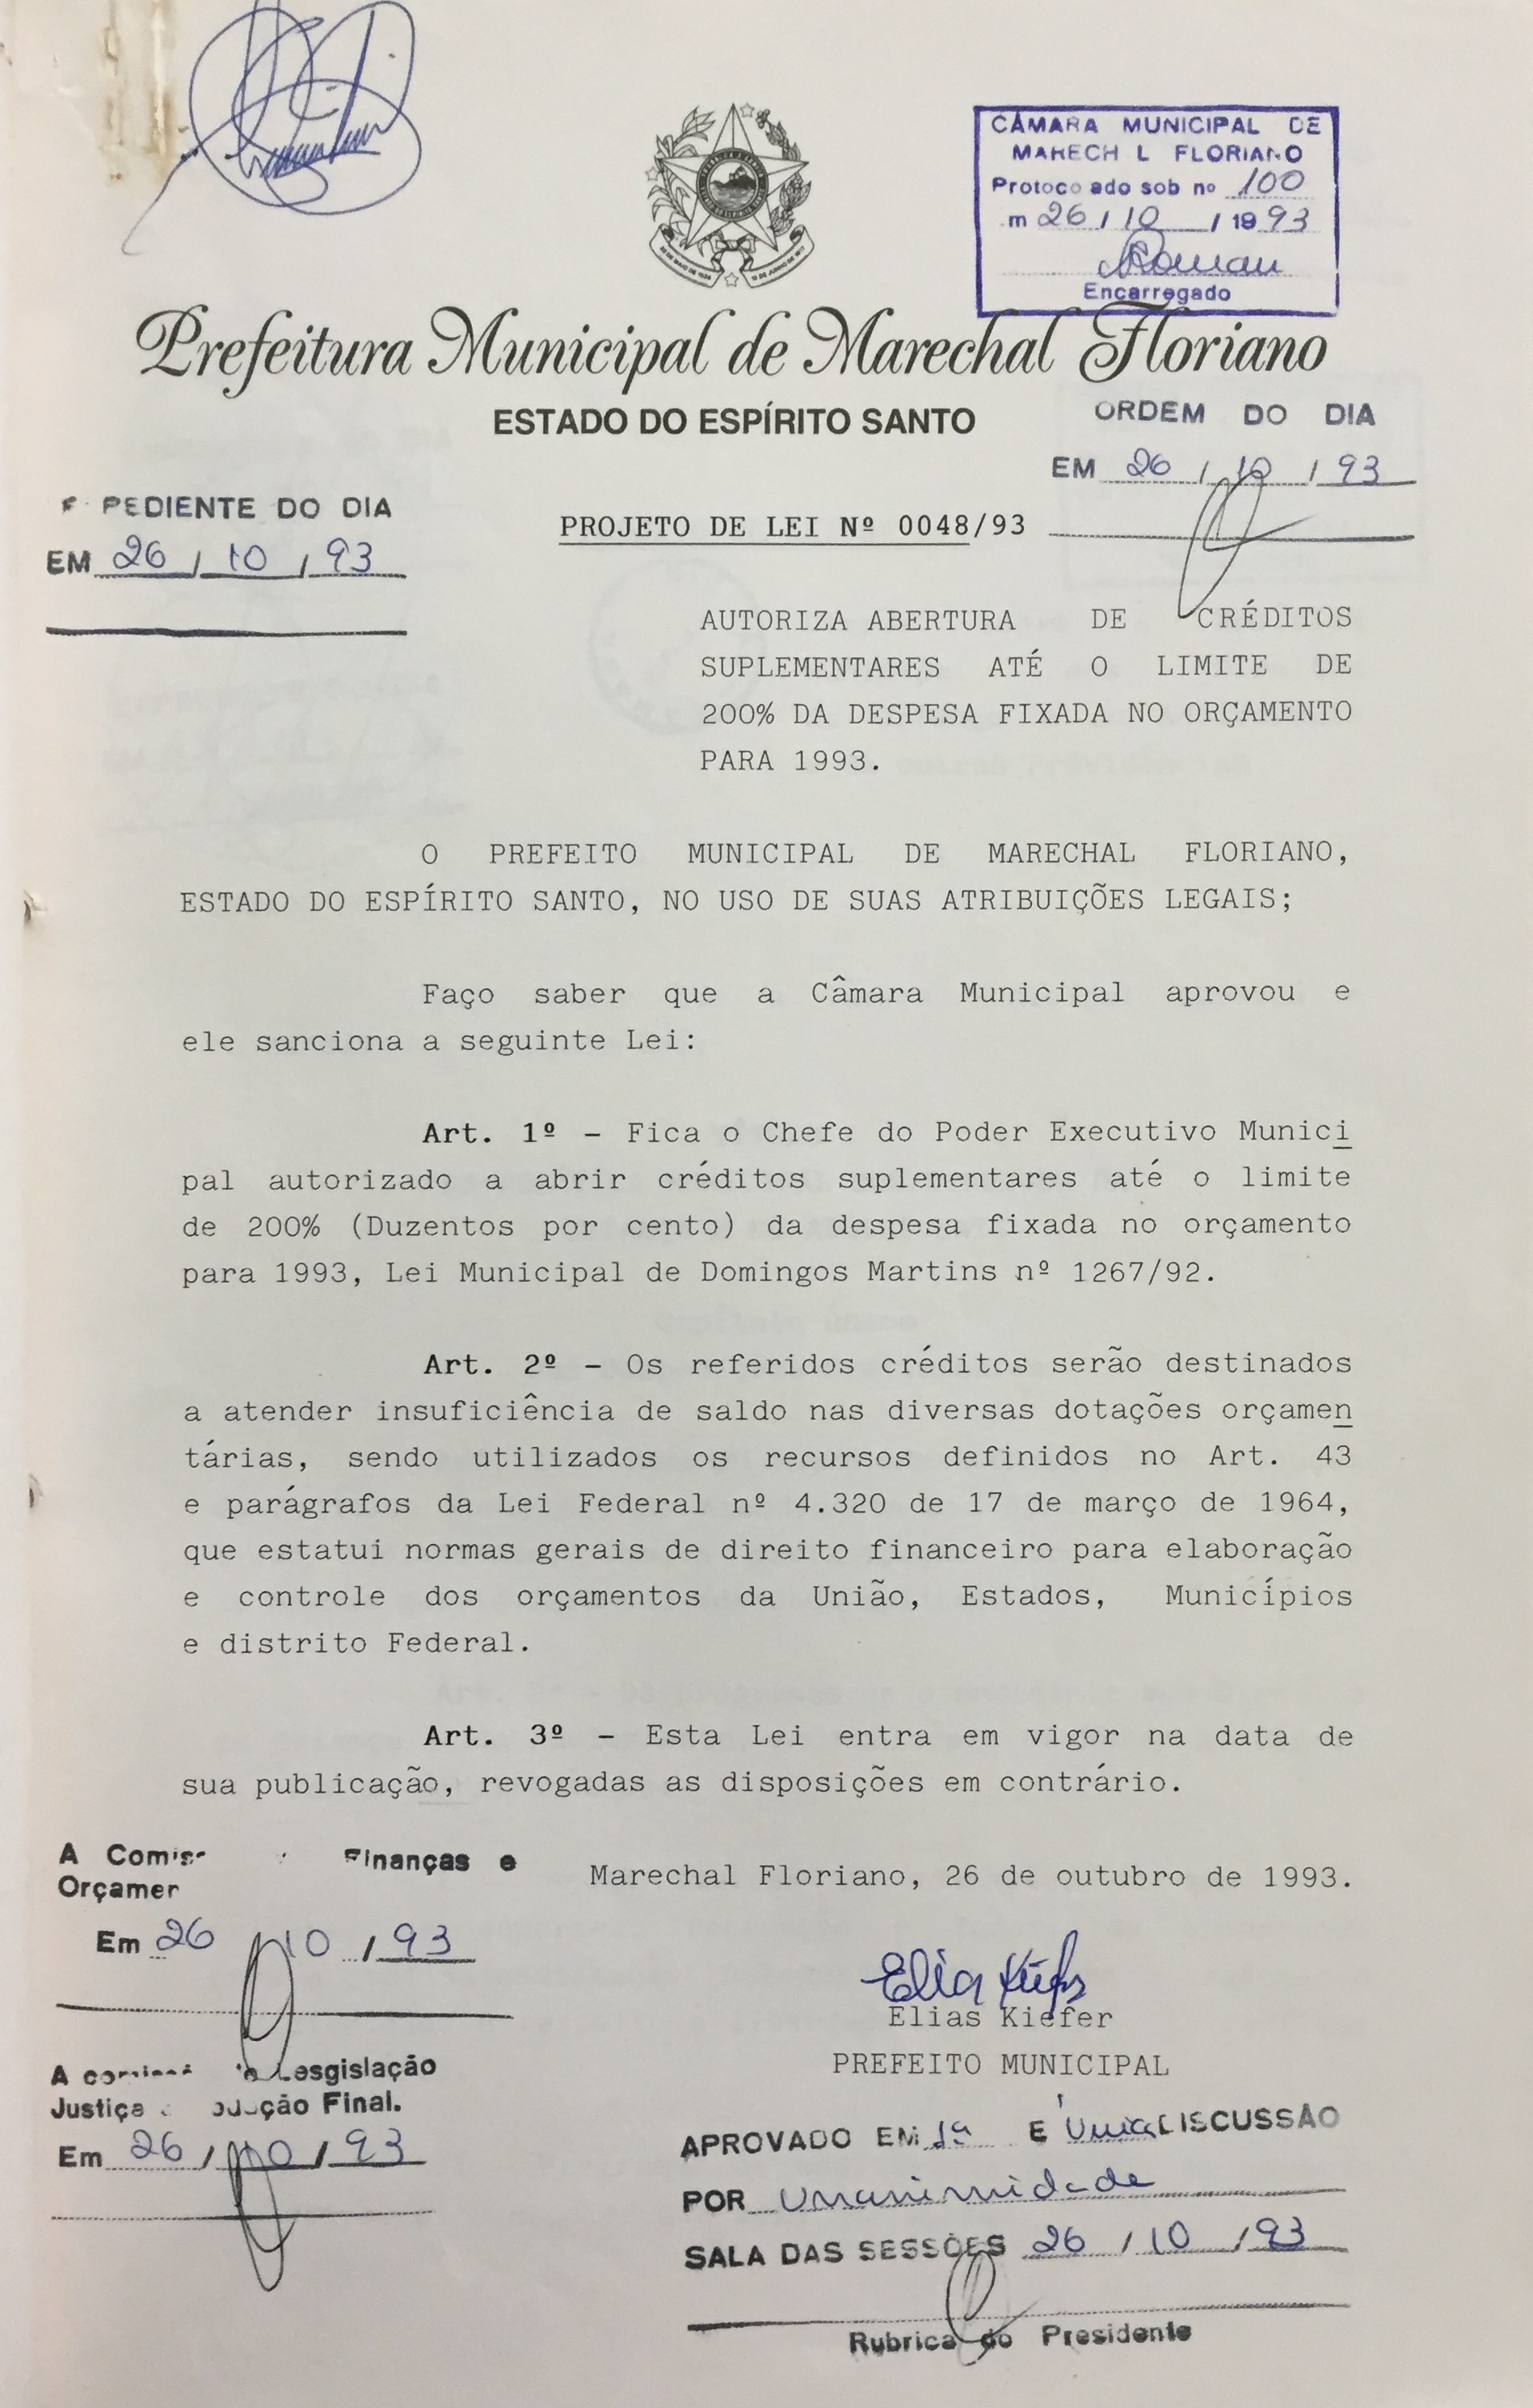 CÂMARA MUNICIPAL DE
MARECH L FLORIANO
Protoco ado sob nº 100
m 26 / 10 / 1993
Encarregado
Prefeitura Municipal de Marechal Floriano
ESTADO DO ESPÍRITO SANTO
ORDEM DO DIA
EM 26 / 10 / 93
PEDIENTE DO DIA
EM 26 / 10 / 93
PROJETO DE LEI Nº 0048/93
AUTORIZA ABERTURA DE CRÉDITOS
SUPLEMENTARES ATÉ O LIMITE DE
200% DA DESPESA FIXADA NO ORÇAMENTO
PARA 1993.
O PREFEITO MUNICIPAL DE MARECHAL FLORIANO,
ESTADO DO ESPÍRITO SANTO, NO USO DE SUAS ATRIBUIÇÕES LEGAIS;
Faço saber que a Câmara Municipal aprovou e
ele sanciona a seguinte Lei:
Art. 1º - Fica o Chefe do Poder Executivo Munici
pal autorizado a abrir créditos suplementares até o limite
de 200% (Duzentos por cento) da despesa fixada no orçamento
para 1993, Lei Municipal de Domingos Martins nº 1267/92.
Art. 2º - Os referidos créditos serão destinados
a atender insuficiência de saldo nas diversas dotações orçamen
tárias, sendo utilizados os recursos definidos no Art. 43
e parágrafos da Lei Federal nº 4.320 de 17 de março de 1964,
que estatui normas gerais de direito financeiro para elaboração
e controle dos orçamentos da União, Estados, Municípios
e distrito Federal.
Art. 3º - Esta Lei entra em vigor na data de
sua publicação, revogadas as disposições em contrário.
A Comis Finanças e
Orçamen
Em 26 / 10 / 93
Marechal Floriano, 26 de outubro de 1993.
Elias Kiefer
Elias Kiefer
PREFEITO MUNICIPAL
A Lesgislação
Justiça ução Final.
Em 26 / 10 / 93
APROVADO EM 1ª E Única DISCUSSÃO
POR Unanimidade
SALA DAS SESSÕES 26 / 10 / 93
Rubrica do Presidente